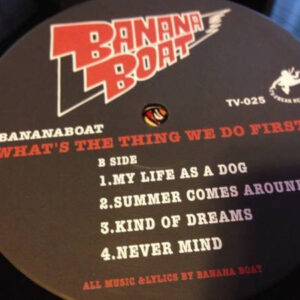 BANANA
BOAT
TV-025
BANANABOAT
WHAT'S THE THING WE DO FIRST
B SIDE
1.MY LIFE AS A DOG
2.SUMMER COMES AROUND
3.KIND OF DREAMS
4.NEVER MIND
ALL MUSIC &LYRICS BY BANANA BOAT